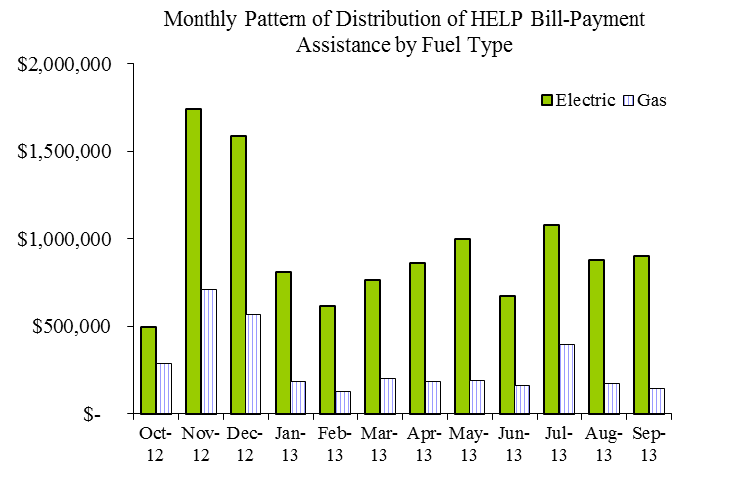 Monthly Pattern of Distribution of HELP Bill-Payment
Assistance by Fuel Type
$2,000,000
$1,500,000
$1,000,000
$500,000
$-
Electric Gas
Oct- Nov- Dec- Jan- Feb- Mar- Apr- May- Jun- Jul- Aug- Sep-
12 12 12 13 13 13 13 13 13 13 13 13